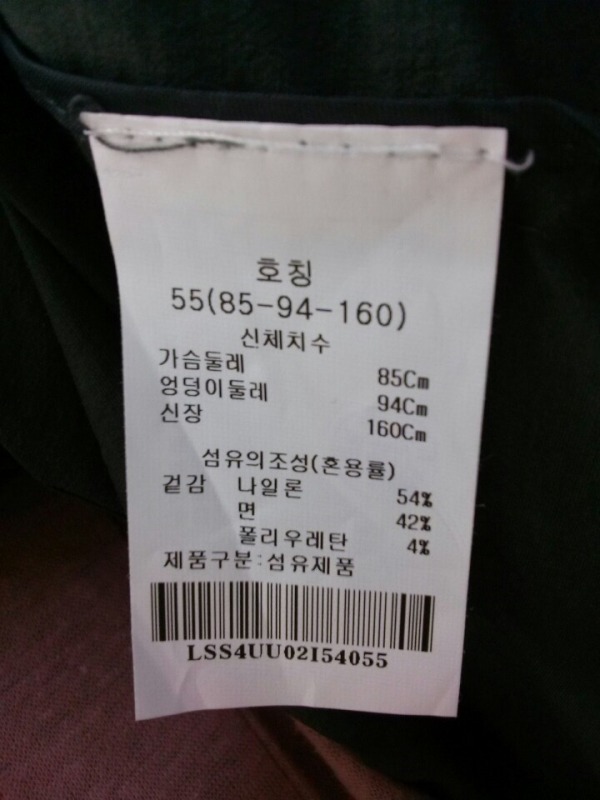 호칭
55(85-94-160)
신체치수
가슴둘레 85Cm
엉덩이둘레 94Cm
신장 160Cm
섬유의조성(혼용률)
겉감 나일론 54%
면 42%
폴리우레탄 4%
제품구분:섬유제품
LSS4UU02I54055